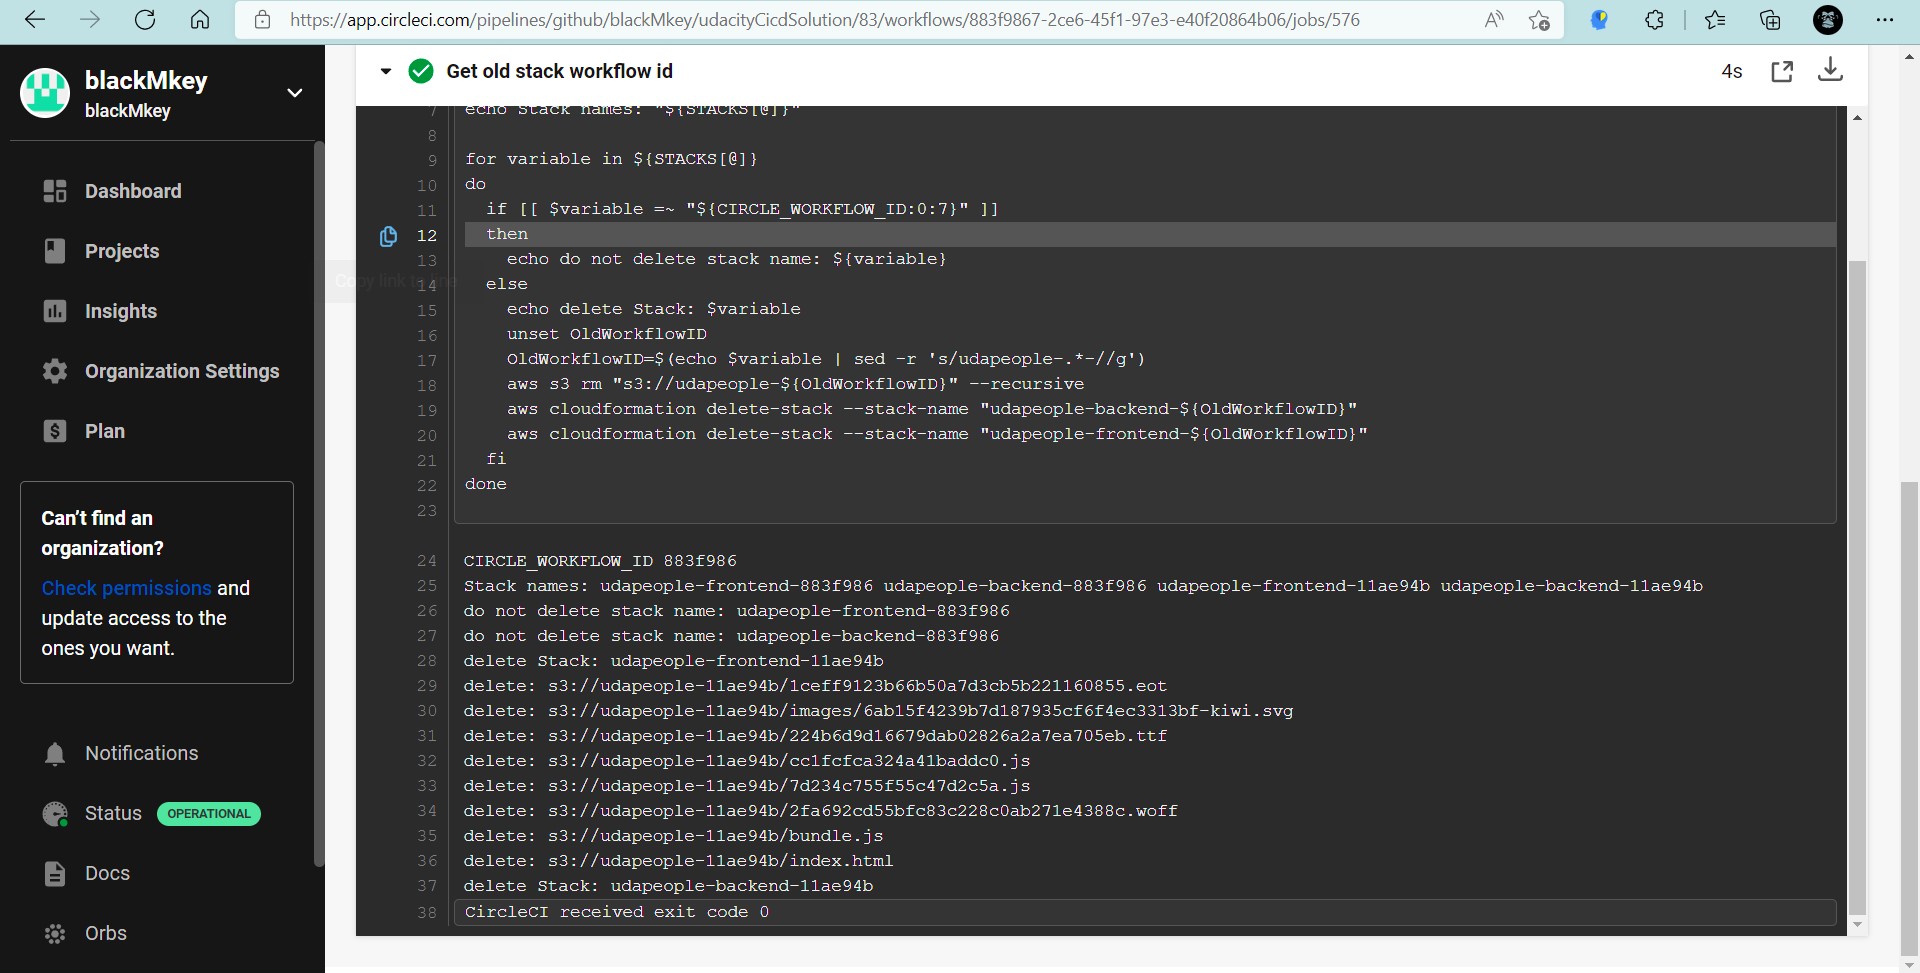 https://app.circleci.com/pipelines/github/blackMkey/udacityCicdSolution/83/workflows/883f9867-2ce6-45f1-97e3-e40f20864b06/jobs/576
blackMkey
blackMkey
Dashboard
Projects
Insights
Organization Settings
Plan
Can't find an
organization?
Check permissions and
update access to the
ones you want.
Notifications
Status OPERATIONAL
Docs
Orbs
Get old stack workflow id
4s
Copy link to line
7 echo Stack names: "${STACKS[@]}"
8
9 for variable in ${STACKS[@]}
10 do
11 if [[ $variable =~ "${CIRCLE_WORKFLOW_ID:0:7}" ]]
12 then
13 echo do not delete stack name: ${variable}
14 else
15 echo delete Stack: $variable
16 unset OldWorkflowID
17 OldWorkflowID=$(echo $variable | sed -r 's/udapeople-.*-//g')
18 aws s3 rm "s3://udapeople-${OldWorkflowID}" --recursive
19 aws cloudformation delete-stack --stack-name "udapeople-backend-${OldWorkflowID}"
20 aws cloudformation delete-stack --stack-name "udapeople-frontend-${OldWorkflowID}"
21 fi
22 done
23
24 CIRCLE_WORKFLOW_ID 883f986
25 Stack names: udapeople-frontend-883f986 udapeople-backend-883f986 udapeople-frontend-11ae94b udapeople-backend-11ae94b
26 do not delete stack name: udapeople-frontend-883f986
27 do not delete stack name: udapeople-backend-883f986
28 delete Stack: udapeople-frontend-11ae94b
29 delete: s3://udapeople-11ae94b/1ceff9123b66b50a7d3cb5b221160855.eot
30 delete: s3://udapeople-11ae94b/images/6ab15f4239b7d187935cf6f4ec3313bf-kiwi.svg
31 delete: s3://udapeople-11ae94b/224b6d9d16679dab02826a2a7ea705eb.ttf
32 delete: s3://udapeople-11ae94b/cc1fcfca324a41baddc0.js
33 delete: s3://udapeople-11ae94b/7d234c755f55c47d2c5a.js
34 delete: s3://udapeople-11ae94b/2fa692cd55bfc83c228c0ab271e4388c.woff
35 delete: s3://udapeople-11ae94b/bundle.js
36 delete: s3://udapeople-11ae94b/index.html
37 delete Stack: udapeople-backend-11ae94b
38 CircleCI received exit code 0